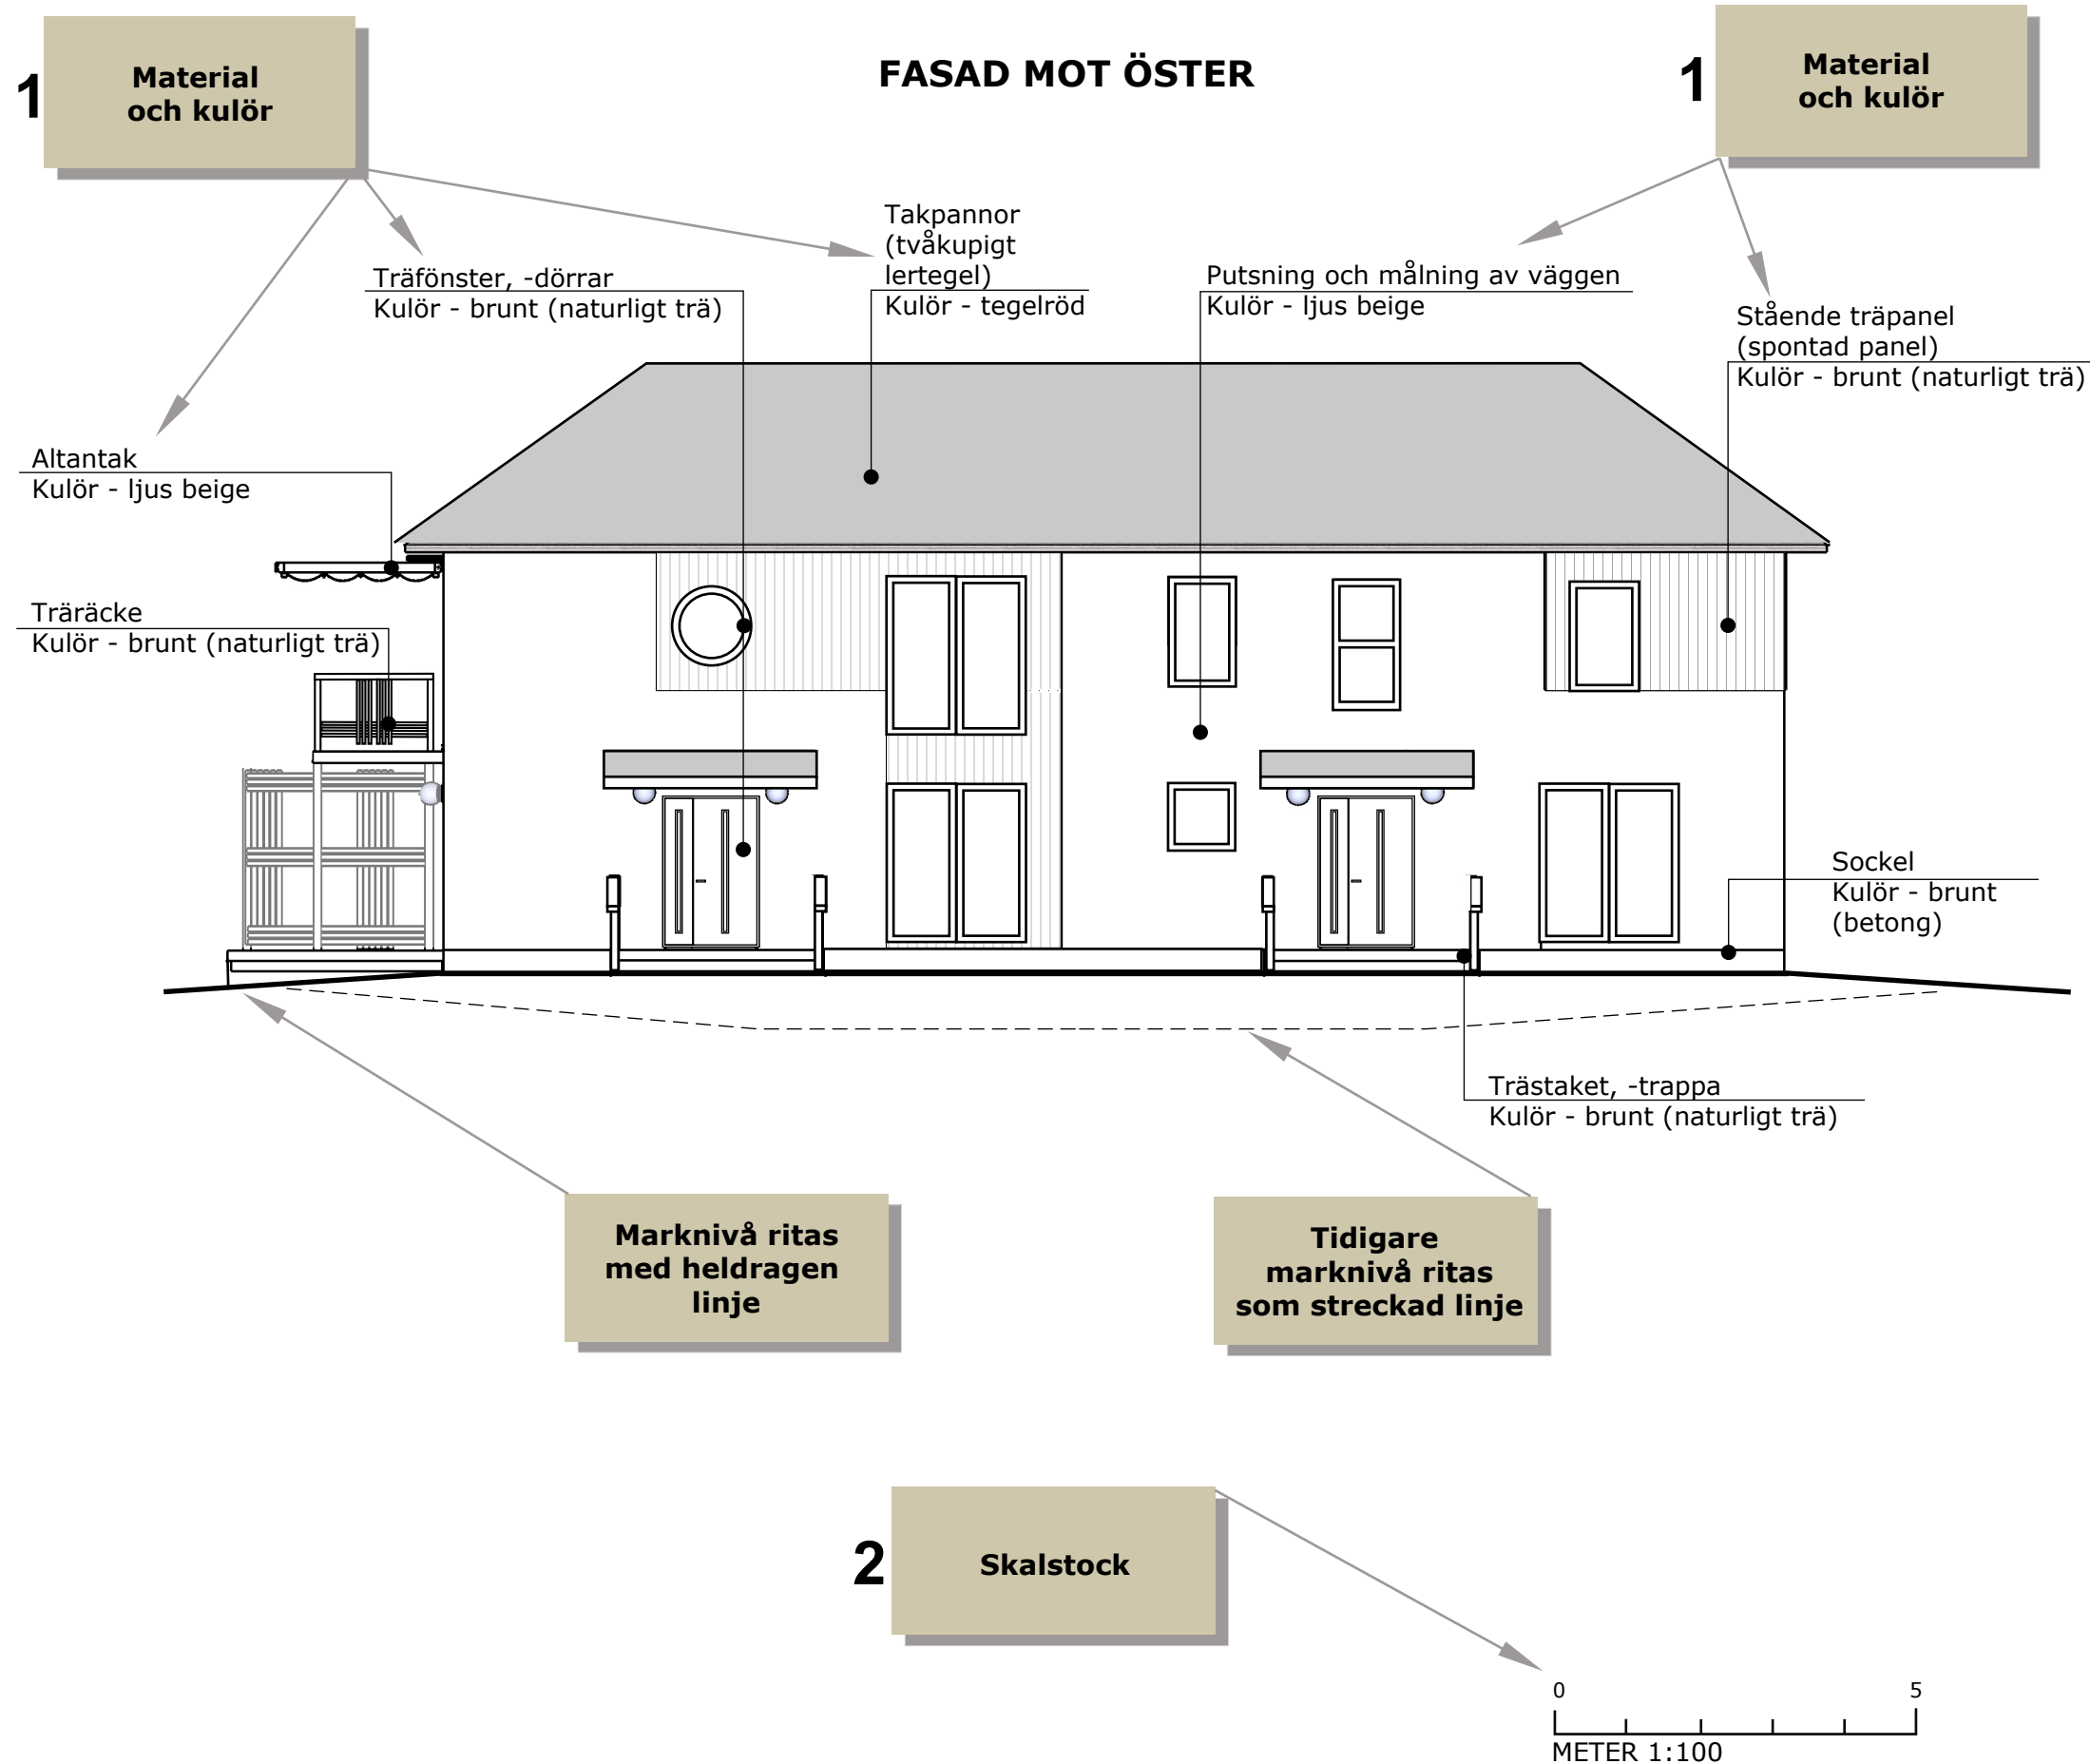 FASAD MOT ÖSTER
1
Material
och kulör
1
Material
och kulör
Takpannor
(tvåkupigt
lertegel)
Kulör - tegelröd
Träfönster, -dörrar
Kulör - brunt (naturligt trä)
Putsning och målning av väggen
Kulör - ljus beige
Stående träpanel
(spontad panel)
Kulör - brunt (naturligt trä)
Altantak
Kulör - ljus beige
Träräcke
Kulör - brunt (naturligt trä)
Sockel
Kulör - brunt
(betong)
Trästaket, -trappa
Kulör - brunt (naturligt trä)
Marknivå ritas
med heldragen
linje
Tidigare
marknivå ritas
som streckad linje
2
Skalstock
0 5
METER 1:100